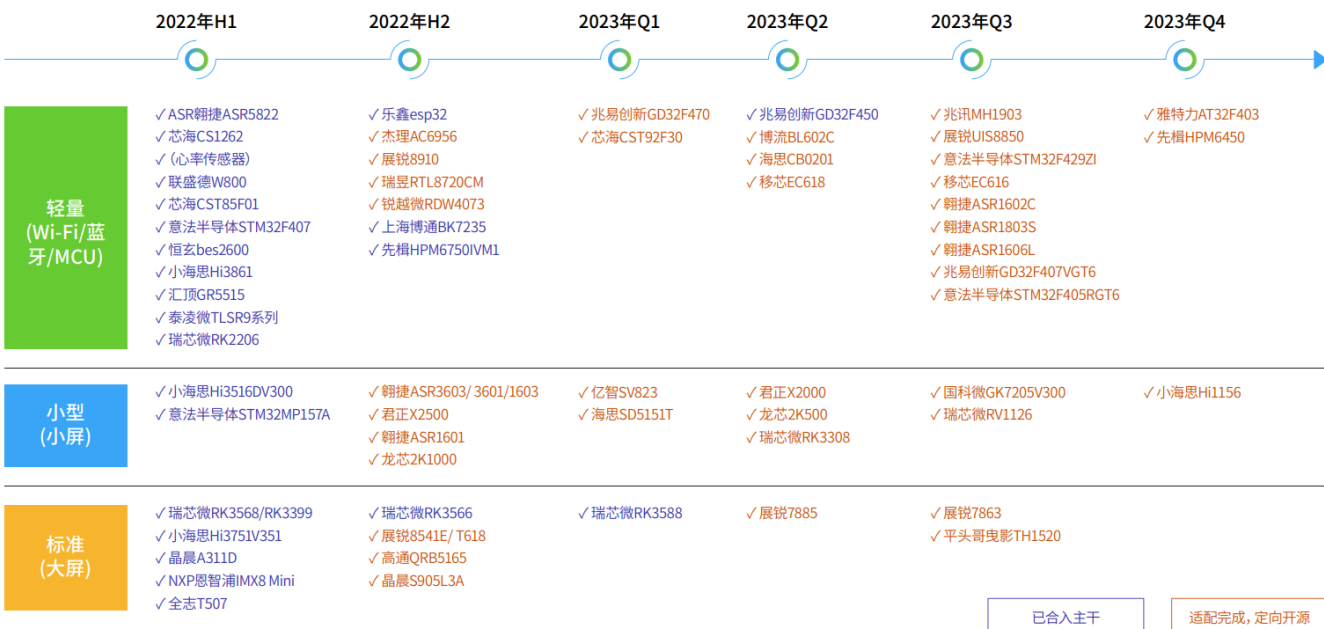 2022年H1
2022年H2
2023年Q1
2023年Q2
2023年Q3
2023年Q4
轻量
(Wi-Fi/蓝
牙/MCU)
✓ASR翱捷ASR5822
✓芯海CS1262
✓(心率传感器)
✓联盛德W800
✓芯海CST85F01
✓意法半导体STM32F407
✓恒玄bes2600
✓小海思Hi3861
✓汇顶GR5515
✓泰凌微TLSR9系列
✓瑞芯微RK2206
✓乐鑫esp32
✓杰理AC6956
✓展锐8910
✓瑞昱RTL8720CM
✓锐越微RDW4073
✓上海博通BK7235
✓先楫HPM6750IVM1
✓兆易创新GD32F470
✓芯海CST92F30
✓兆易创新GD32F450
✓博流BL602C
✓海思CB0201
✓移芯EC618
✓兆讯MH1903
✓展锐UIS8850
✓意法半导体STM32F429ZI
✓移芯EC616
✓翱捷ASR1602C
✓翱捷ASR1803S
✓翱捷ASR1606L
✓兆易创新GD32F407VGT6
✓意法半导体STM32F405RGT6
✓雅特力AT32F403
✓先楫HPM6450
小型
(小屏)
✓小海思Hi3516DV300
✓意法半导体STM32MP157A
✓翱捷ASR3603/ 3601/1603
✓君正X2500
✓翱捷ASR1601
✓龙芯2K1000
✓亿智SV823
✓海思SD5151T
✓君正X2000
✓龙芯2K500
✓瑞芯微RK3308
✓国科微GK7205V300
✓瑞芯微RV1126
✓小海思Hi1156
标准
(大屏)
✓瑞芯微RK3568/RK3399
✓小海思Hi3751V351
✓晶晨A311D
✓NXP恩智浦IMX8 Mini
✓全志T507
✓瑞芯微RK3566
✓展锐8541E/ T618
✓高通QRB5165
✓晶晨S905L3A
✓瑞芯微RK3588
✓展锐7885
✓展锐7863
✓平头哥曳影TH1520
已合入主干
适配完成，定向开源